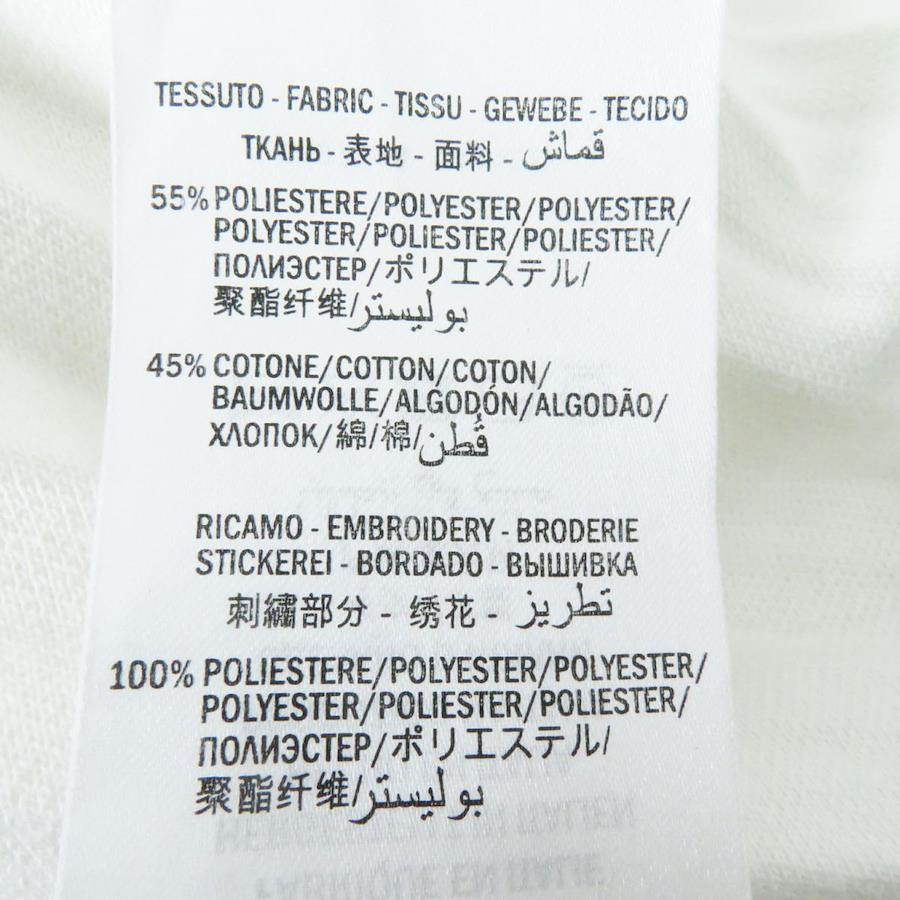 TESSUTO - FABRIC - TISSU - GEWEBE - TECIDO
ТКАНЬ - 表地 - 面料 - قماش
55% POLIESTERE/POLYESTER/POLYESTER/
POLYESTER/POLIESTER/POLIESTER/
ПОЛИЭСТЕР/ポリエステル/
聚酯纤维/بوليستر
45% COTONE/COTTON/COTON/
BAUMWOLLE/ALGODÓN/ALGODÃO/
ХЛОПОК/綿/棉/قُطن
RICAMO - EMBROIDERY - BRODERIE
STICKEREI - BORDADO - ВЫШИВКА
刺繍部分 - 绣花 - تطريز
100% POLIESTERE/POLYESTER/POLYESTER/
POLYESTER/POLIESTER/POLIESTER/
ПОЛИЭСТЕР/ポリエステル/
聚酯纤维/بوليستر